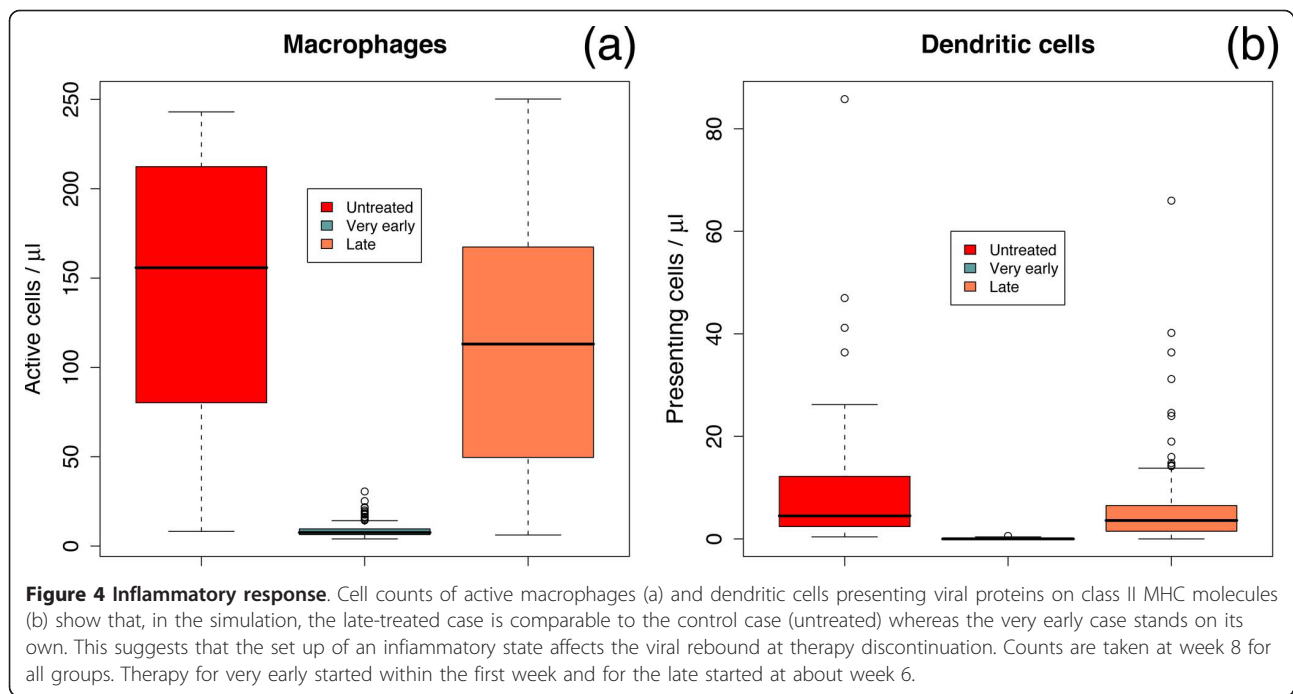 Macrophages
(a)
Active cells / µl
250
200
150
100
50
0
Untreated
Very early
Late
Dendritic cells
(b)
Presenting cells / µl
80
60
40
20
0
Untreated
Very early
Late
Figure 4 Inflammatory response. Cell counts of active macrophages (a) and dendritic cells presenting viral proteins on class II MHC molecules
(b) show that, in the simulation, the late-treated case is comparable to the control case (untreated) whereas the very early case stands on its
own. This suggests that the set up of an inflammatory state affects the viral rebound at therapy discontinuation. Counts are taken at week 8 for
all groups. Therapy for very early started within the first week and for the late started at about week 6.